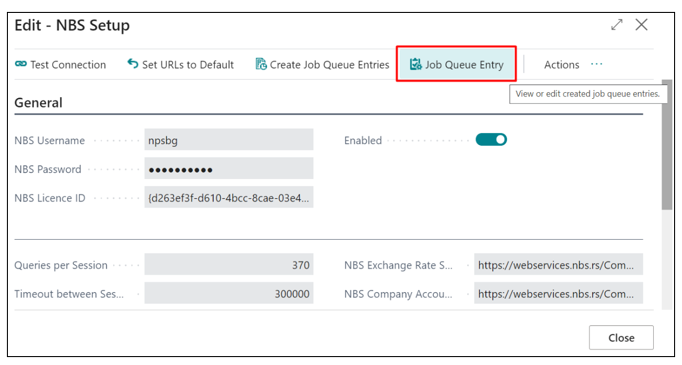 Edit - NBS Setup
Test Connection Set URLs to Default Create Job Queue Entries Job Queue Entry Actions ...
View or edit created job queue entries.
General
NBS Username npsbg Enabled
NBS Password ●●●●●●●●●●
NBS Licence ID {d263ef3f-d610-4bcc-8cae-03e4...
Queries per Session 370 NBS Exchange Rate S... https://webservices.nbs.rs/Com...
Timeout between Ses... 300000 NBS Company Accou... https://webservices.nbs.rs/Com...
Close